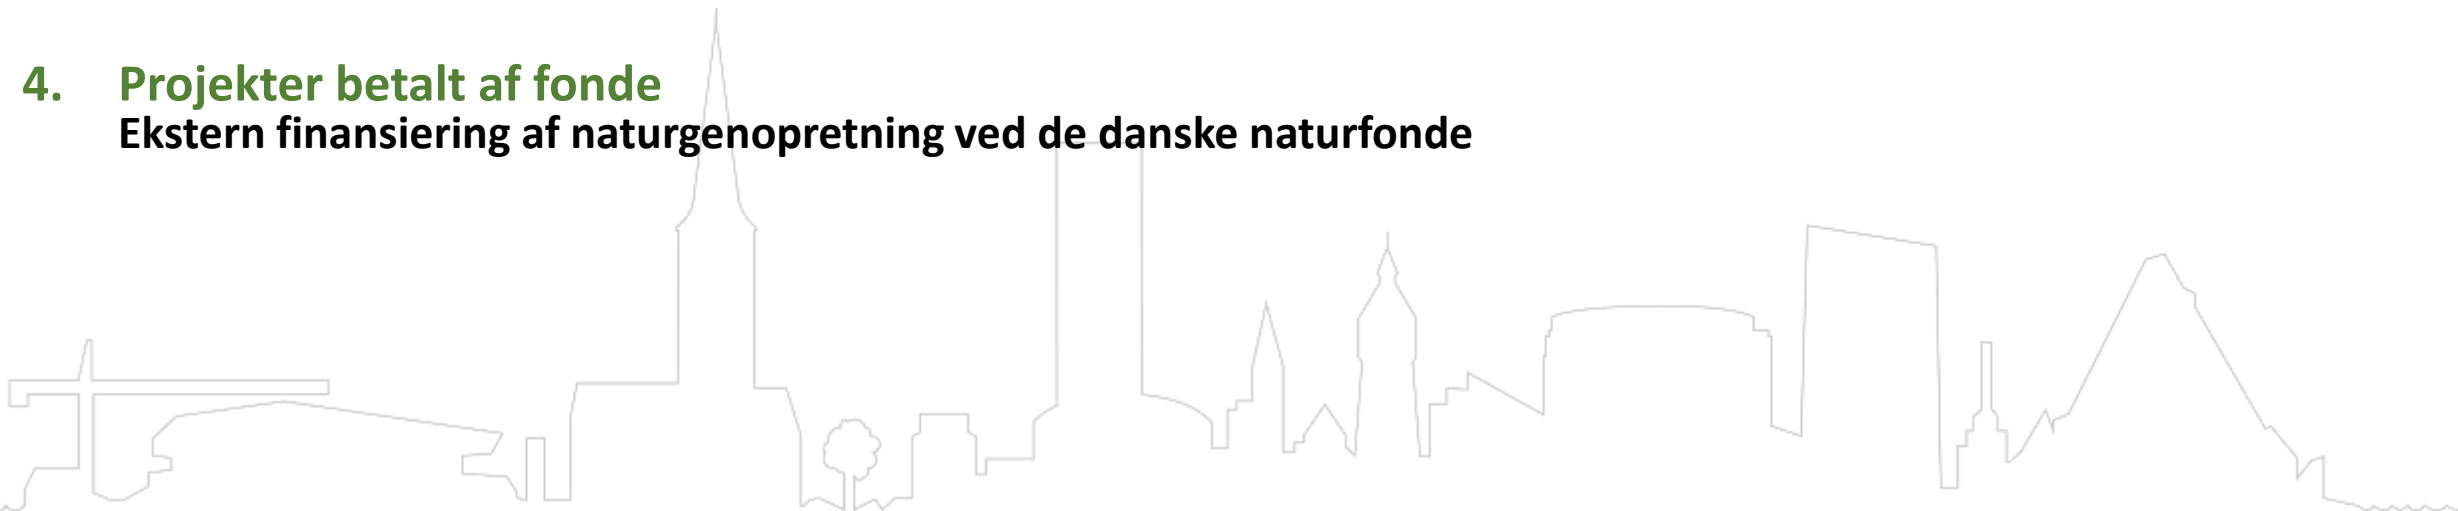 4. Projekter betalt af fonde
Ekstern finansiering af naturgenopretning ved de danske naturfonde